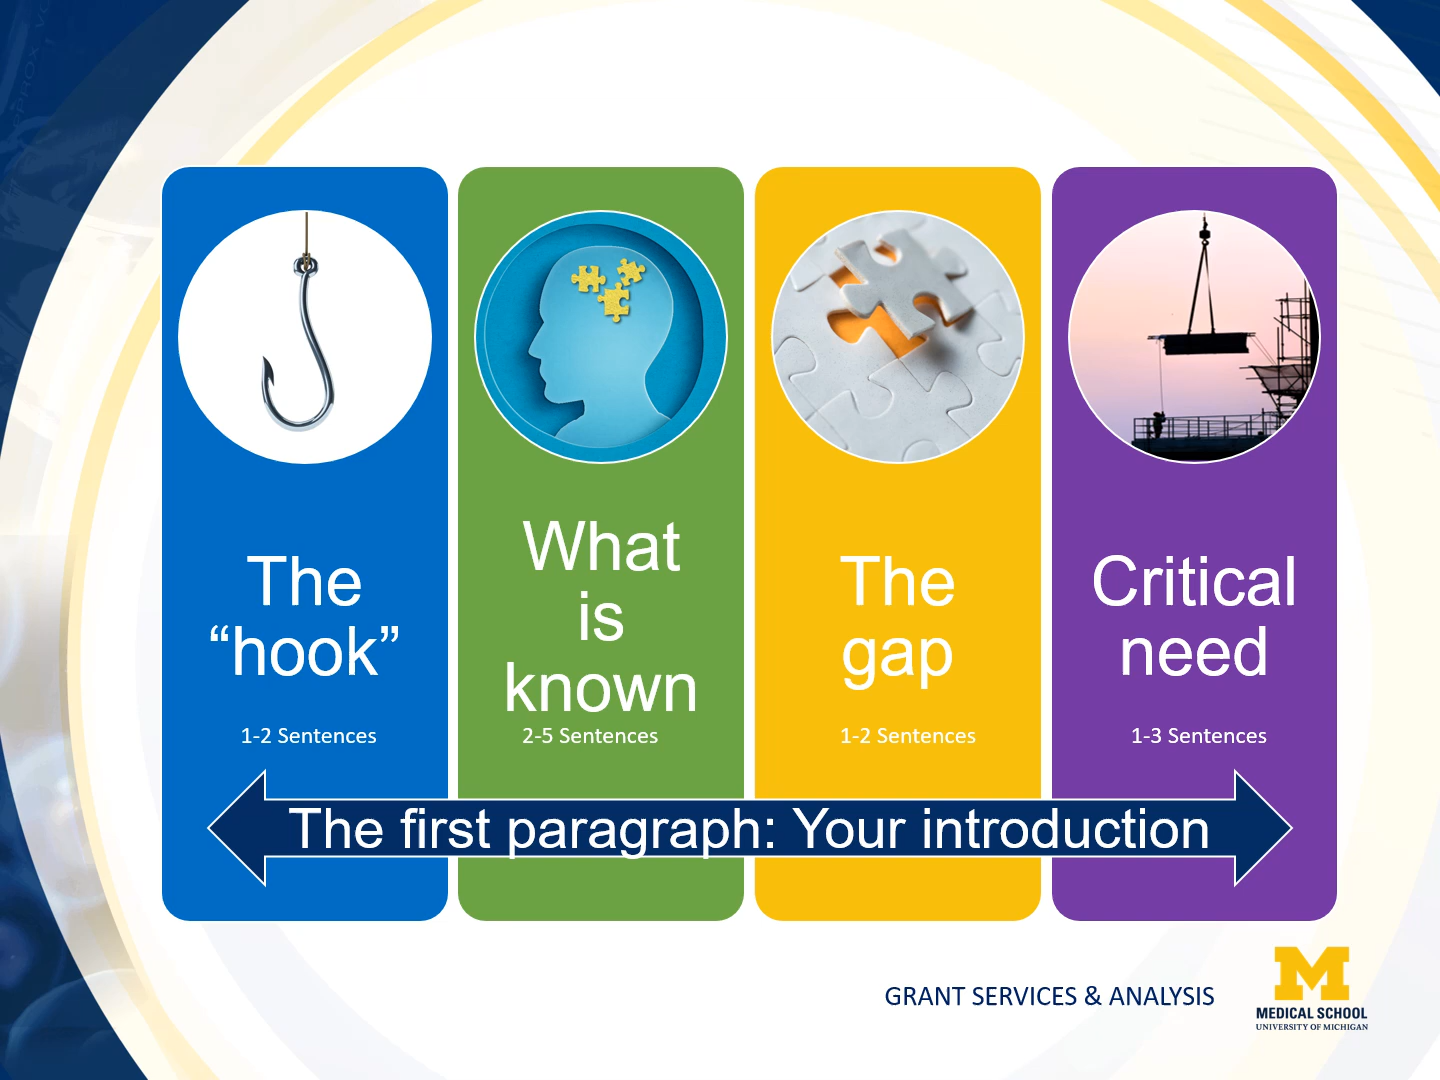 The
“hook”
1-2 Sentences
What
is
known
2-5 Sentences
The
gap
1-2 Sentences
Critical
need
1-3 Sentences
The first paragraph: Your introduction
GRANT SERVICES & ANALYSIS
M
MEDICAL SCHOOL
UNIVERSITY OF MICHIGAN